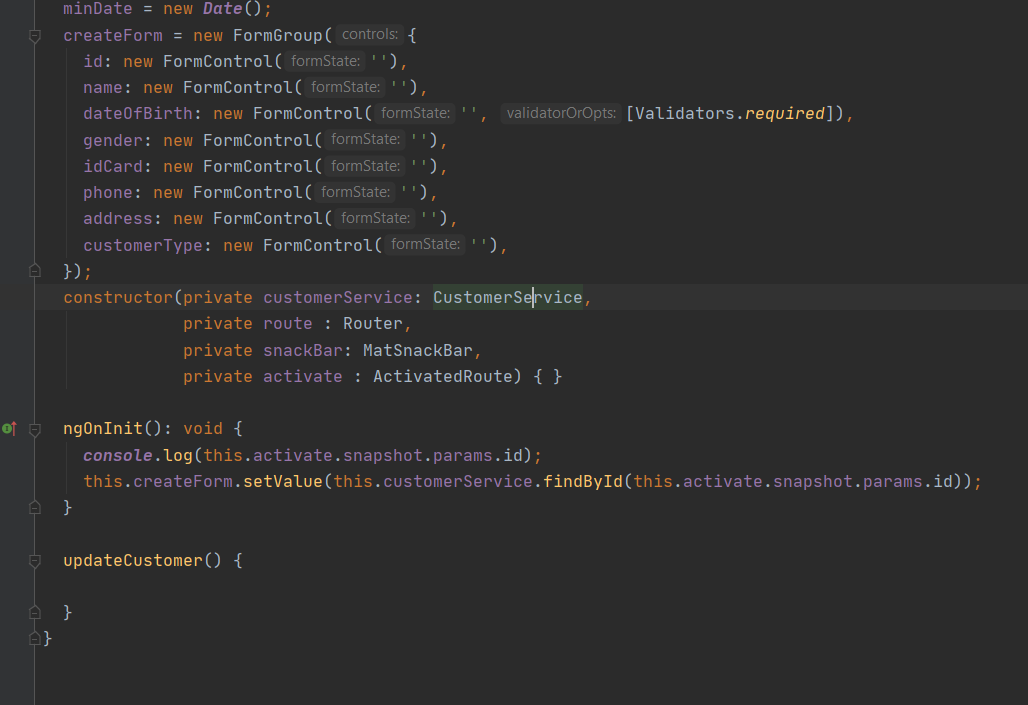 minDate = new Date();
createForm = new FormGroup( controls: {
id: new FormControl( formState: ''),
name: new FormControl( formState: ''),
dateOfBirth: new FormControl( formState: '', validatorOrOpts: [Validators.required]),
gender: new FormControl( formState: ''),
idCard: new FormControl( formState: ''),
phone: new FormControl( formState: ''),
address: new FormControl( formState: ''),
customerType: new FormControl( formState: ''),
});
constructor(private customerService: CustomerService,
private route : Router,
private snackBar: MatSnackBar,
private activate : ActivatedRoute) { }
ngOnInit(): void {
console.log(this.activate.snapshot.params.id);
this.createForm.setValue(this.customerService.findById(this.activate.snapshot.params.id));
}
updateCustomer() {
}
}